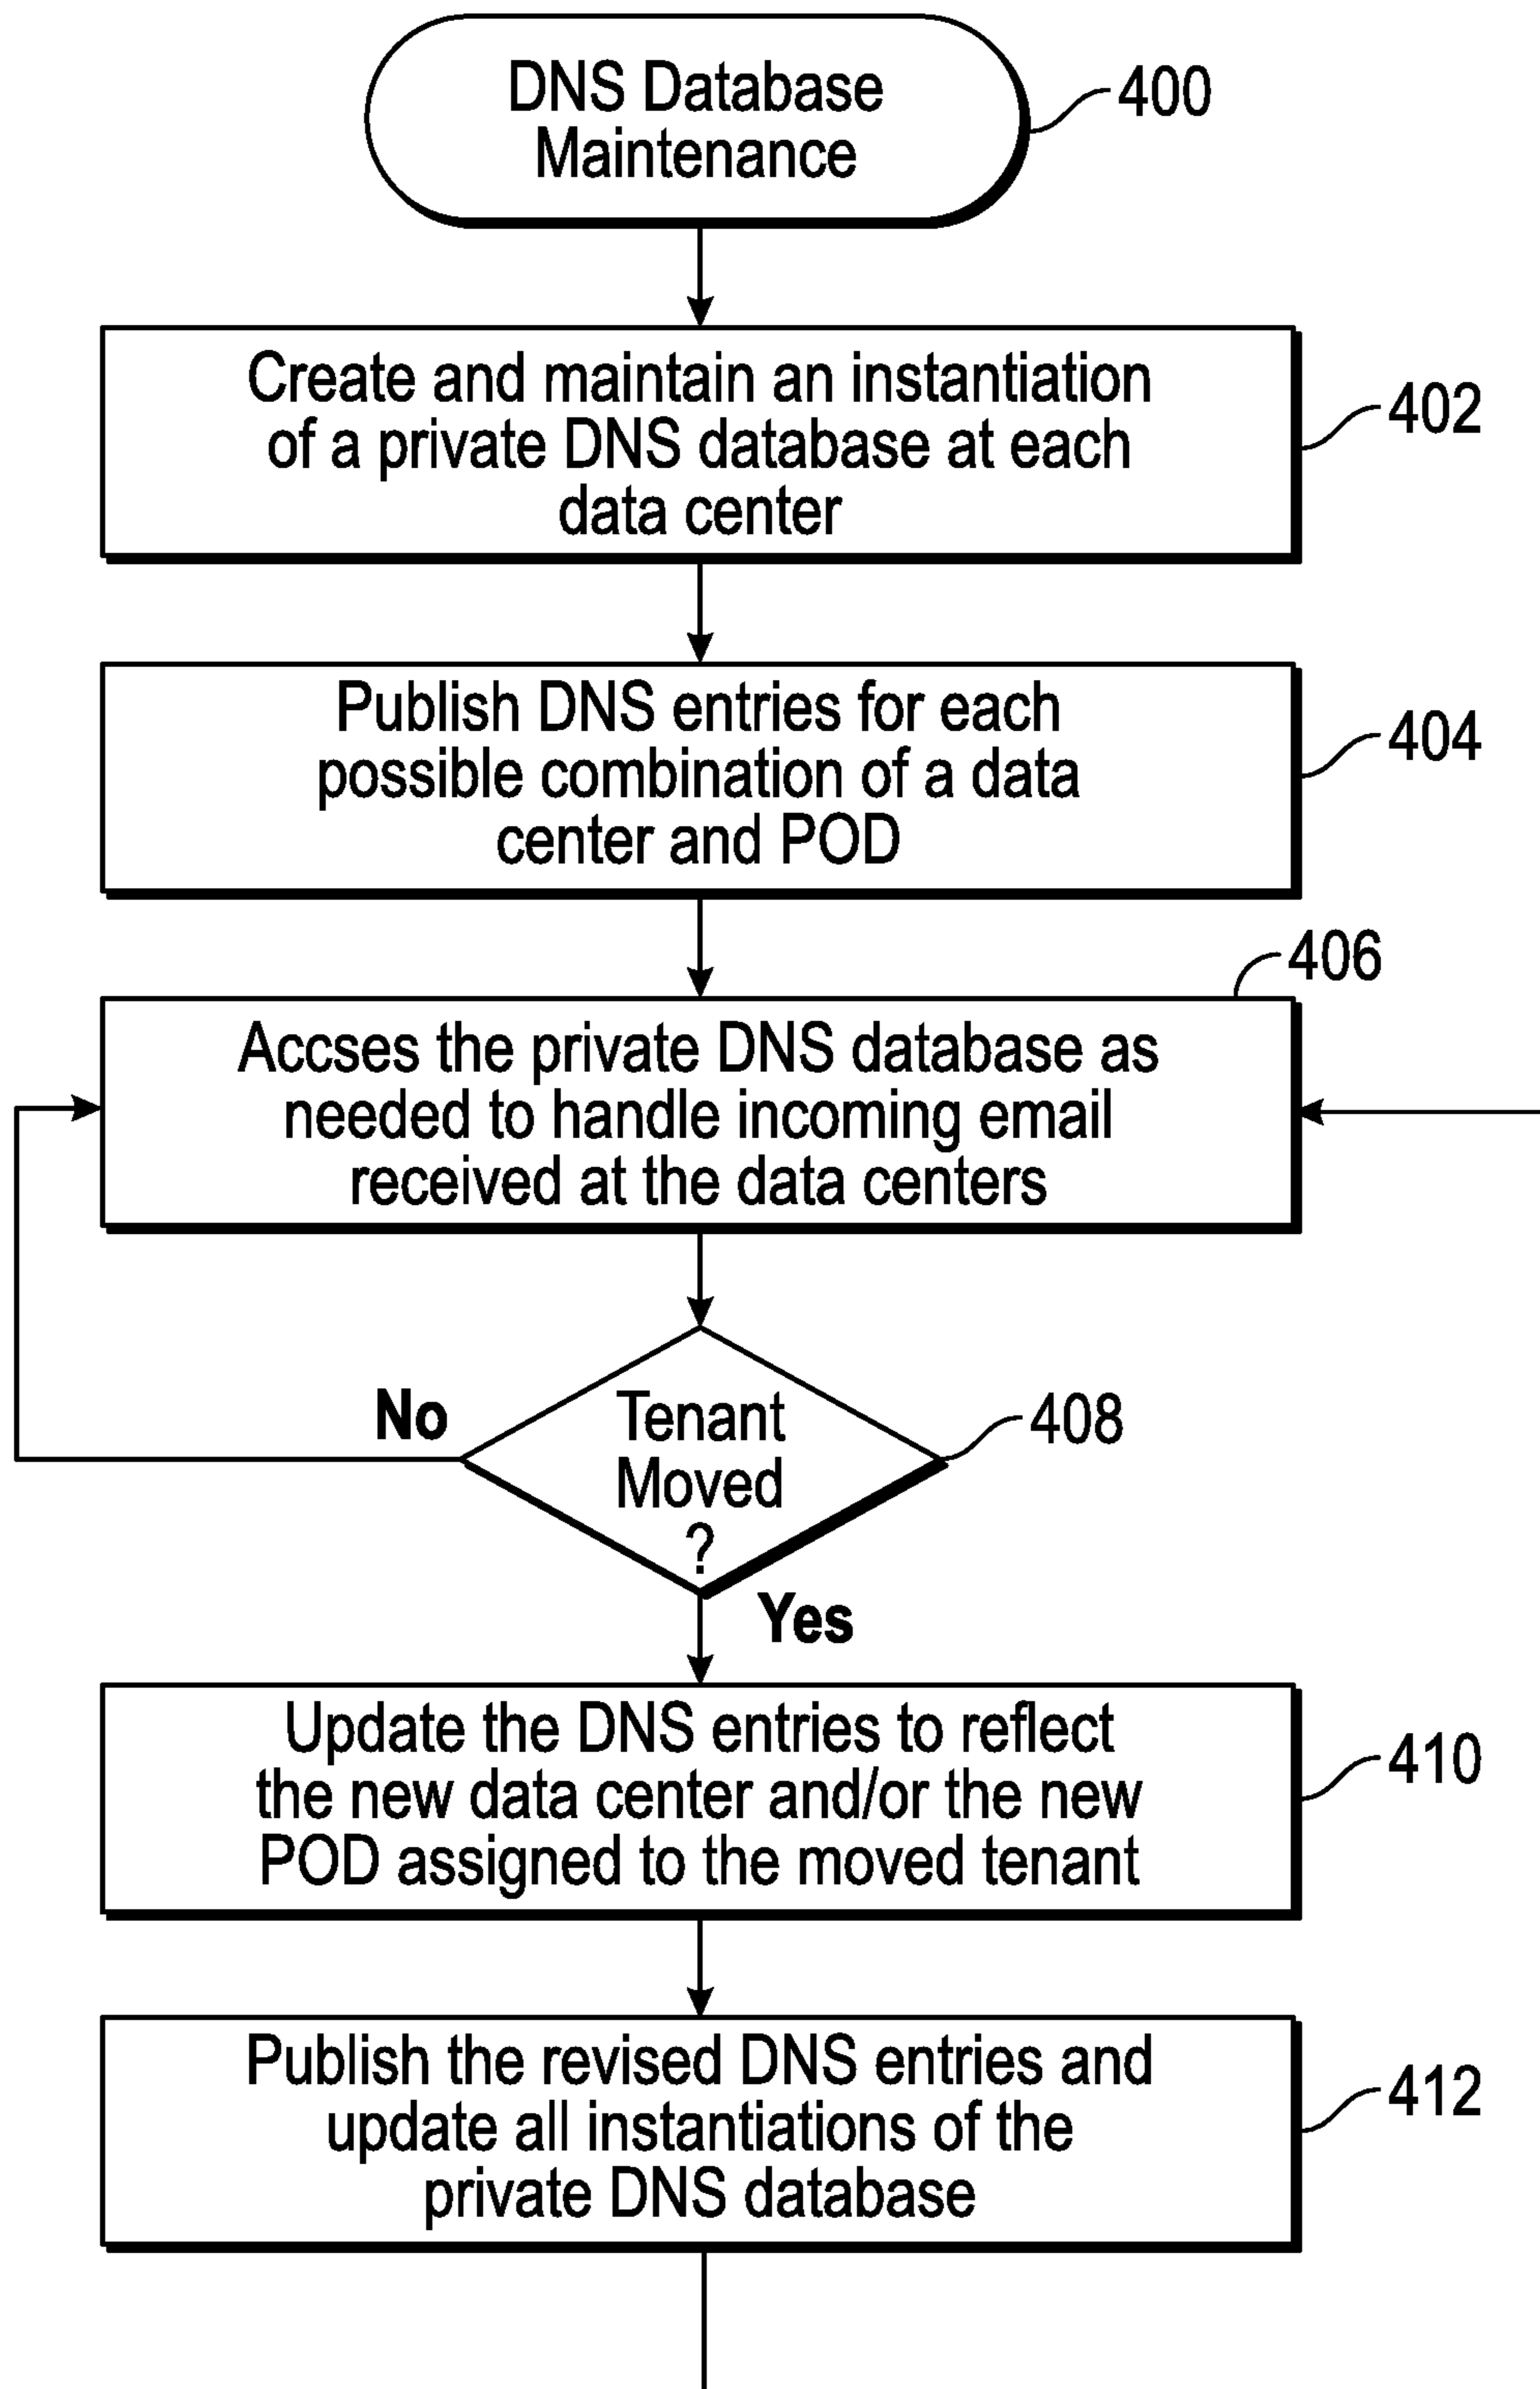 DNS Database
Maintenance
400
Create and maintain an instantiation
of a private DNS database at each
data center
402
Publish DNS entries for each
possible combination of a data
center and POD
404
406
Accses the private DNS database as
needed to handle incoming email
received at the data centers
No
Tenant
Moved
?
408
Yes
Update the DNS entries to reflect
the new data center and/or the new
POD assigned to the moved tenant
410
Publish the revised DNS entries and
update all instantiations of the
private DNS database
412